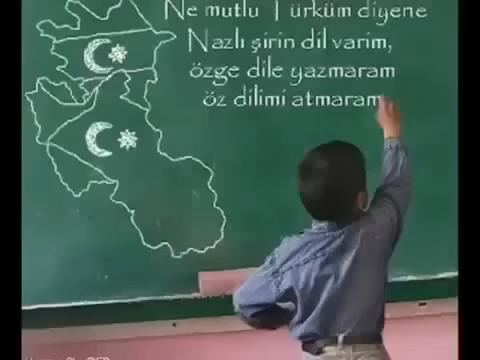 Ne mutlu Türküm diyene
Nazlı şirin dil varim,
özge dile yazmaram
öz dilimi atmaram